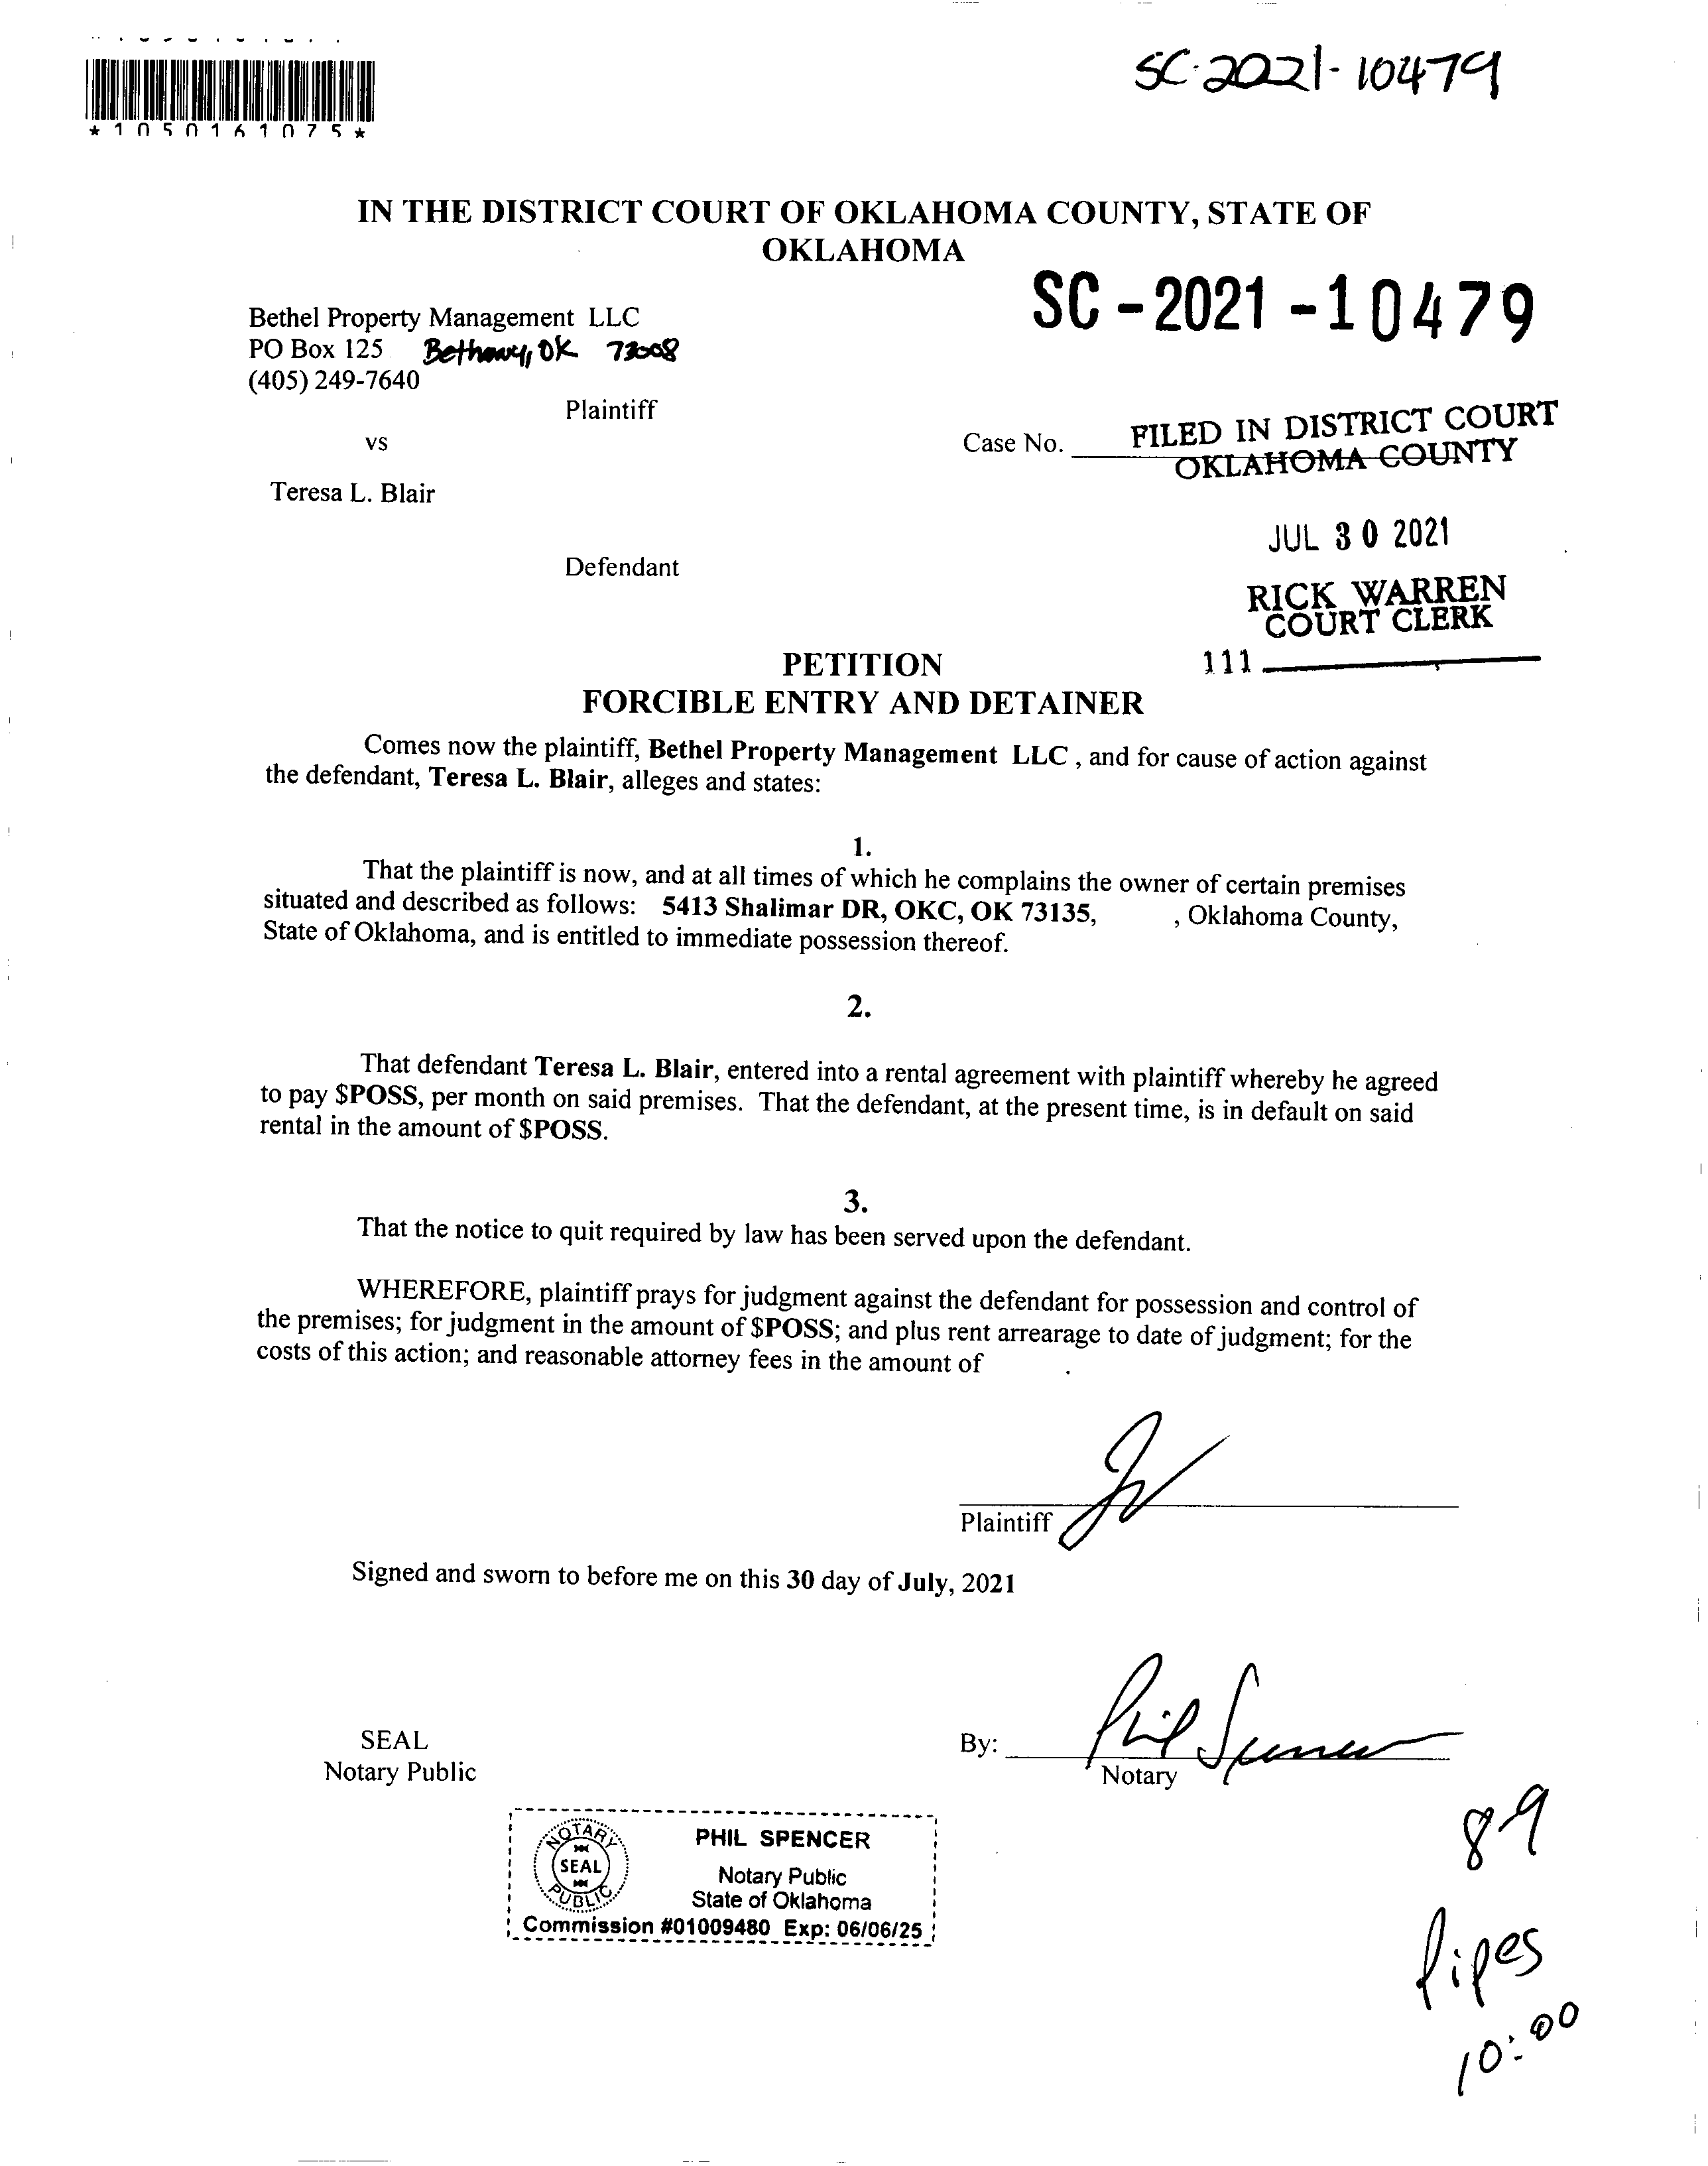 SC-2021-10479
*1050161075*
IN THE DISTRICT COURT OF OKLAHOMA COUNTY, STATE OF
OKLAHOMA
SC-2021-10479
Bethel Property Management LLC
PO Box 125 Bethany, OK 73008
(405) 249-7640
Plaintiff
vs
Case No.
FILED IN DISTRICT COURT
OKLAHOMA COUNTY
Teresa L. Blair
JUL 30 2021
Defendant
RICK WARREN
COURT CLERK
111
PETITION
FORCIBLE ENTRY AND DETAINER
Comes now the plaintiff, Bethel Property Management LLC , and for cause of action against
the defendant, Teresa L. Blair, alleges and states:
1.
That the plaintiff is now, and at all times of which he complains the owner of certain premises
situated and described as follows: 5413 Shalimar DR, OKC, OK 73135, , Oklahoma County,
State of Oklahoma, and is entitled to immediate possession thereof.
2.
That defendant Teresa L. Blair, entered into a rental agreement with plaintiff whereby he agreed
to pay $POSS, per month on said premises. That the defendant, at the present time, is in default on said
rental in the amount of $POSS.
3.
That the notice to quit required by law has been served upon the defendant.
WHEREFORE, plaintiff prays for judgment against the defendant for possession and control of
the premises; for judgment in the amount of $POSS; and plus rent arrearage to date of judgment; for the
costs of this action; and reasonable attorney fees in the amount of .
Plaintiff
Signed and sworn to before me on this 30 day of July, 2021
SEAL
Notary Public
By: Phil Spencer
Notary
NOTARY
SEAL
PUBLIC
PHIL SPENCER
Notary Public
State of Oklahoma
Commission #01009480 Exp: 06/06/25
89
Pipes
10:00